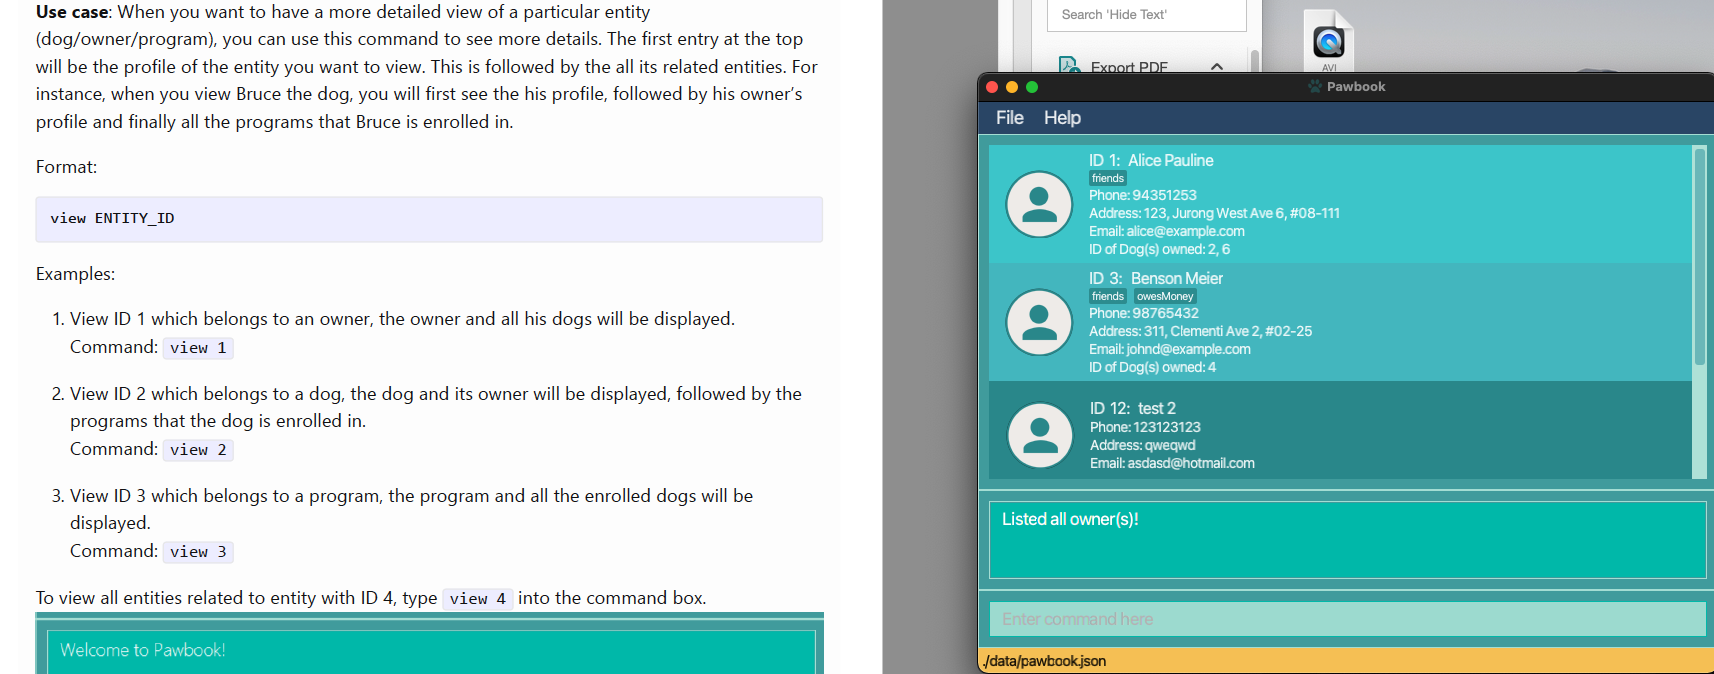 Use case: When you want to have a more detailed view of a particular entity
(dog/owner/program), you can use this command to see more details. The first entry at the top
will be the profile of the entity you want to view. This is followed by the all its related entities. For
instance, when you view Bruce the dog, you will first see the his profile, followed by his owner’s
profile and finally all the programs that Bruce is enrolled in.
Format:
view ENTITY_ID
Examples:
1. View ID 1 which belongs to an owner, the owner and all his dogs will be displayed.
Command: view 1
2. View ID 2 which belongs to a dog, the dog and its owner will be displayed, followed by the
programs that the dog is enrolled in.
Command: view 2
3. View ID 3 which belongs to a program, the program and all the enrolled dogs will be
displayed.
Command: view 3
To view all entities related to entity with ID 4, type view 4 into the command box.
Welcome to Pawbook!
Search 'Hide Text'
Export PDF
AVI
Pawbook
File Help
ID 1: Alice Pauline
friends
Phone: 94351253
Address: 123, Jurong West Ave 6, #08-111
Email: alice@example.com
ID of Dog(s) owned: 2, 6
ID 3: Benson Meier
friends owesMoney
Phone: 98765432
Address: 311, Clementi Ave 2, #02-25
Email: johnd@example.com
ID of Dog(s) owned: 4
ID 12: test 2
Phone: 123123123
Address: qweqwd
Email: asdasd@hotmail.com
Listed all owner(s)!
Enter command here
./data/pawbook.json